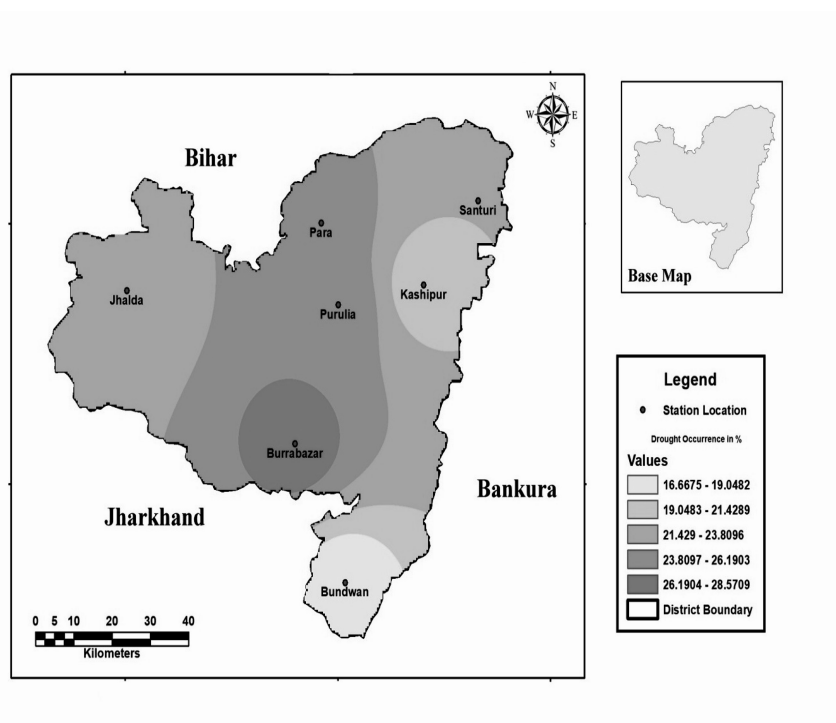 N
W E
S
Bihar
Santuri
Para
Jhalda
Kashipur
Purulia
Burrabazar
Bankura
Jharkhand
Bundwan
0 5 10 20 30 40
Kilometers
Base Map
Legend
Station Location
Drought Occurrence in %
Values
16.6675 - 19.0482
19.0483 - 21.4289
21.429 - 23.8096
23.8097 - 26.1903
26.1904 - 28.5709
District Boundary